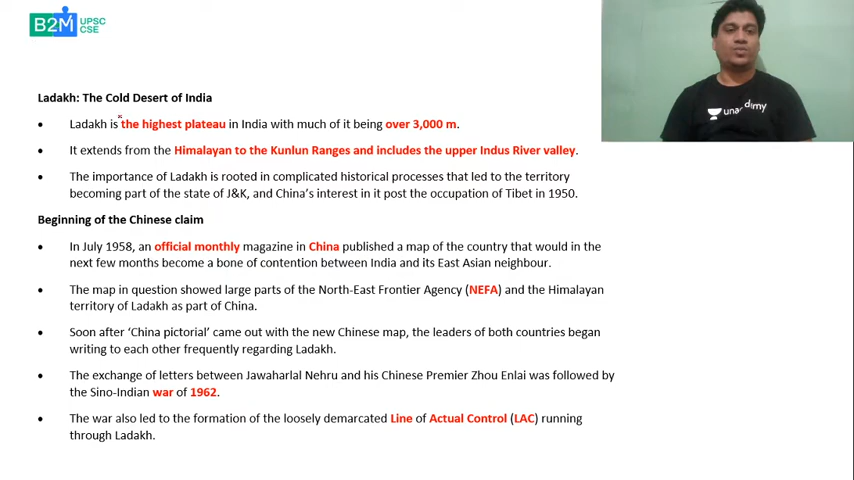 B2M UPSC
CSE
unacademy
Ladakh: The Cold Desert of India
• Ladakh is the highest plateau in India with much of it being over 3,000 m.
• It extends from the Himalayan to the Kunlun Ranges and includes the upper Indus River valley.
• The importance of Ladakh is rooted in complicated historical processes that led to the territory
becoming part of the state of J&K, and China's interest in it post the occupation of Tibet in 1950.
Beginning of the Chinese claim
• In July 1958, an official monthly magazine in China published a map of the country that would in the
next few months become a bone of contention between India and its East Asian neighbour.
• The map in question showed large parts of the North-East Frontier Agency (NEFA) and the Himalayan
territory of Ladakh as part of China.
• Soon after 'China pictorial' came out with the new Chinese map, the leaders of both countries began
writing to each other frequently regarding Ladakh.
• The exchange of letters between Jawaharlal Nehru and his Chinese Premier Zhou Enlai was followed by
the Sino-Indian war of 1962.
• The war also led to the formation of the loosely demarcated Line of Actual Control (LAC) running
through Ladakh.